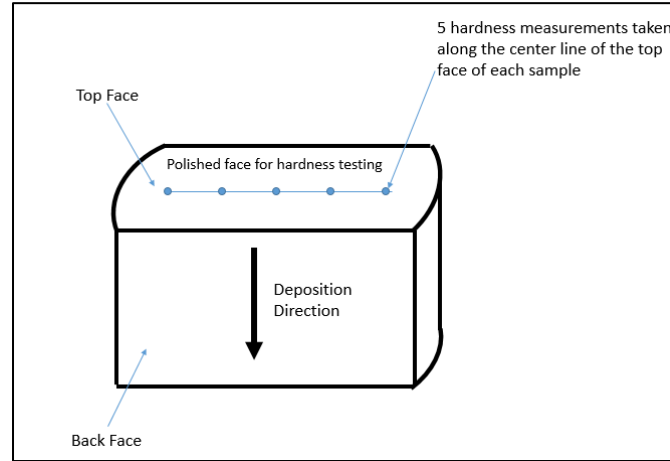 5 hardness measurements taken
along the center line of the top
face of each sample
Top Face
Polished face for hardness testing
Deposition
Direction
Back Face